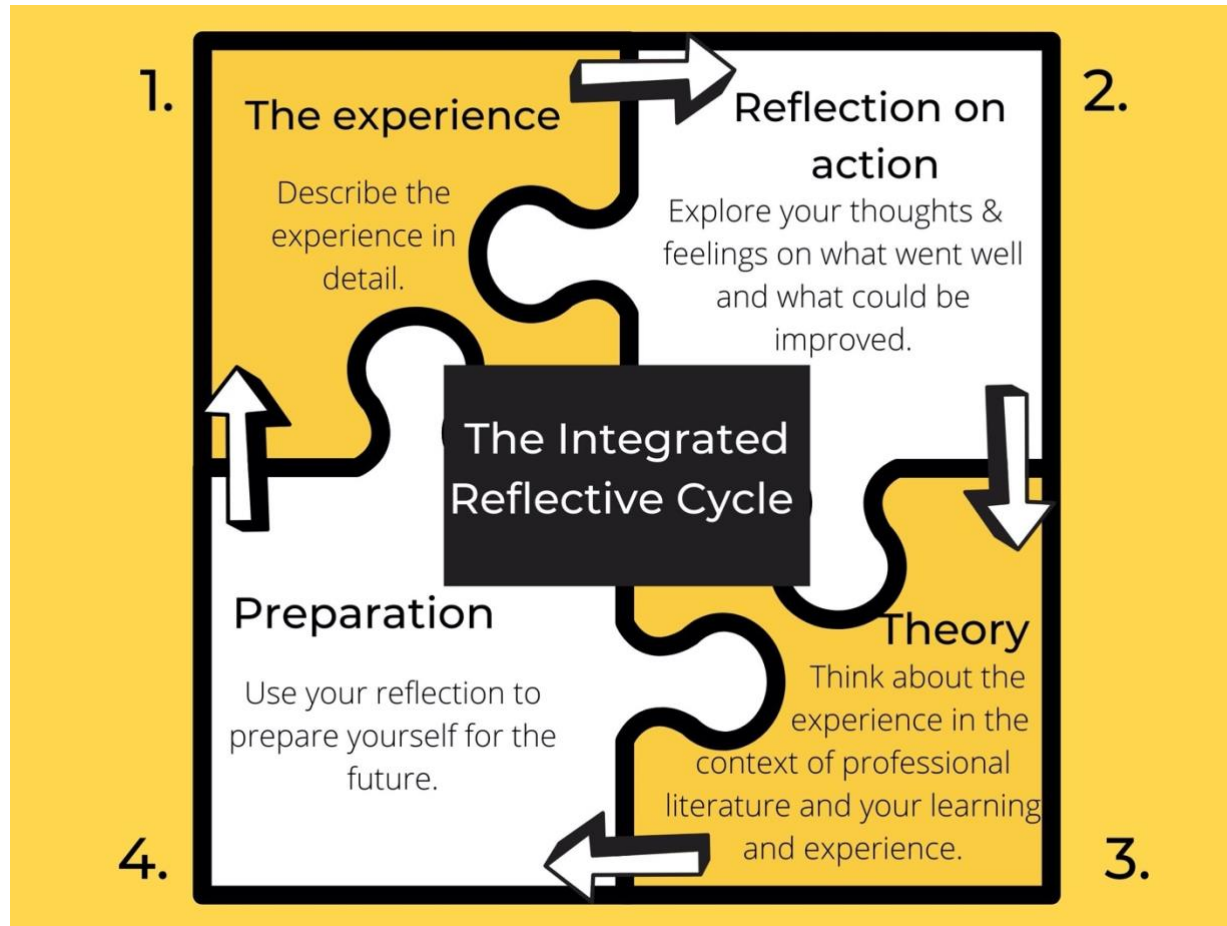 1.
The experience
Describe the
experience in
detail.
2.
Reflection on
action
Explore your thoughts &
feelings on what went well
and what could be
improved.
The Integrated
Reflective Cycle
3.
Theory
Think about the
experience in the
context of professional
literature and your learning
and experience.
4.
Preparation
Use your reflection to
prepare yourself for the
future.